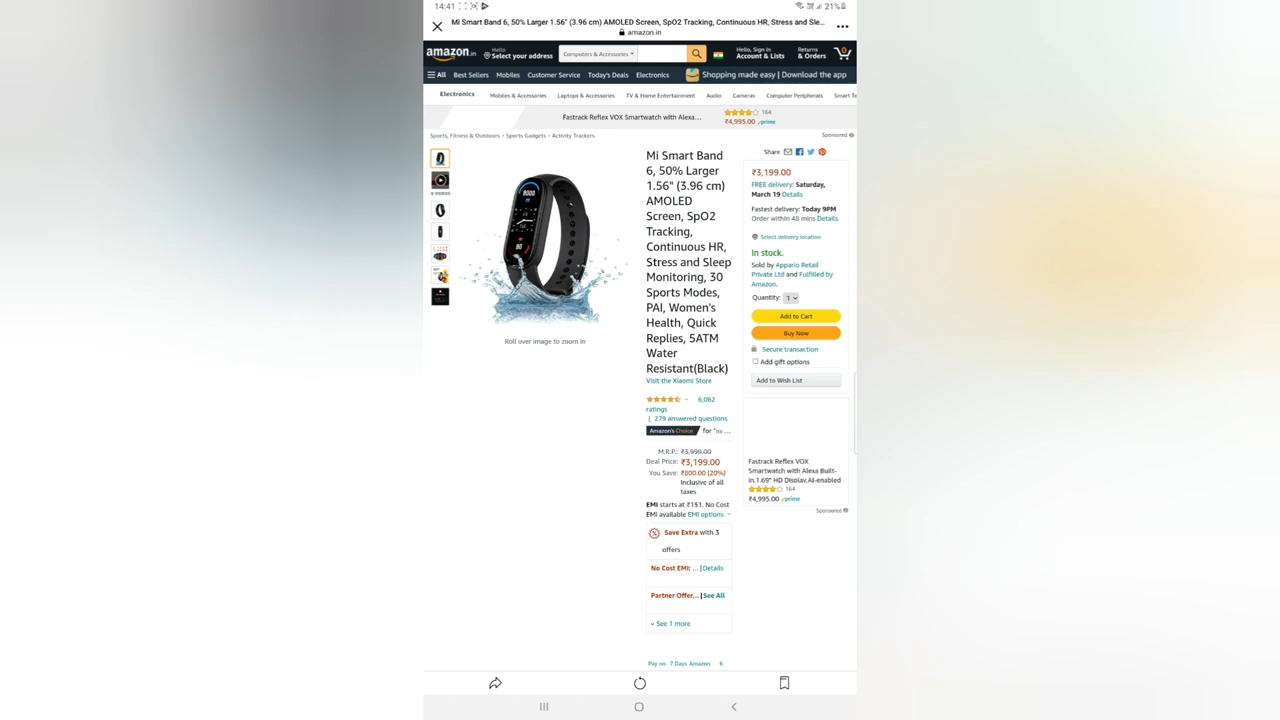 14:41
21%
Mi Smart Band 6, 50% Larger 1.56" (3.96 cm) AMOLED Screen, SpO2 Tracking, Continuous HR, Stress and Sle...
amazon.in
amazon.in
Hello
Select your address
Computers & Accessories
Hello, Sign in
Account & Lists
Returns
& Orders
0
All Best Sellers Mobiles Customer Service Today's Deals Electronics
Shopping made easy | Download the app
Electronics Mobiles & Accessories Laptops & Accessories TV & Home Entertainment Audio Cameras Computer Peripherals Smart Te
Fastrack Reflex VOX Smartwatch with Alexa...
164
₹4,995.00 prime
Sports, Fitness & Outdoors › Sports Gadgets › Activity Trackers
Sponsored
6 VIDEOS
Roll over image to zoom in
Mi Smart Band
6, 50% Larger
1.56" (3.96 cm)
AMOLED
Screen, SpO2
Tracking,
Continuous HR,
Stress and Sleep
Monitoring, 30
Sports Modes,
PAI, Women's
Health, Quick
Replies, 5ATM
Water
Resistant(Black)
Visit the Xiaomi Store
6,062
ratings
| 279 answered questions
Amazon's Choice for "mi ...
M.R.P.: ₹3,999.00
Deal Price: ₹3,199.00
You Save: ₹800.00 (20%)
Inclusive of all
taxes
EMI starts at ₹151. No Cost
EMI available EMI options
Save Extra with 3
offers
No Cost EMI: ... | Details
Partner Offer... | See All
See 1 more
Pay on 7 Days Amazon 6
Share
₹3,199.00
FREE delivery: Saturday,
March 19 Details
Fastest delivery: Today 9PM
Order within 48 mins Details
Select delivery location
In stock.
Sold by Appario Retail
Private Ltd and Fulfilled by
Amazon.
Quantity: 1
Add to Cart
Buy Now
Secure transaction
Add gift options
Add to Wish List
Fastrack Reflex VOX
Smartwatch with Alexa Built-
in,1.69" HD Display,AI-enabled
164
₹4,995.00 prime
Sponsored